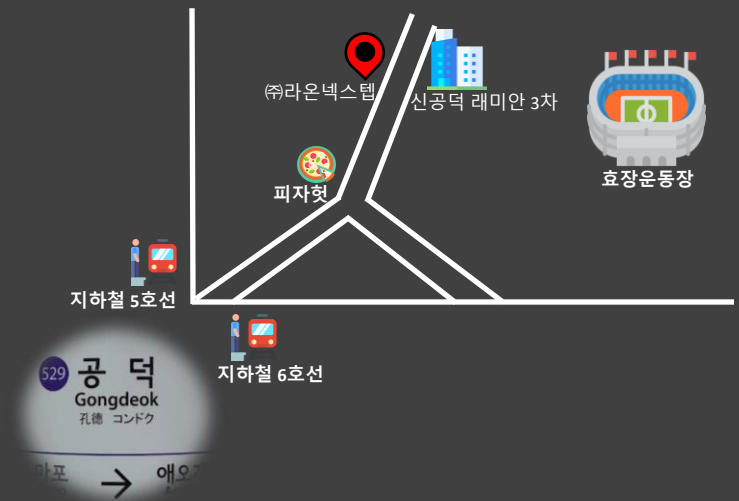 ㈜라온넥스텝
신공덕 래미안 3차
효장운동장
피자헛
지하철 5호선
지하철 6호선
529
공 덕
Gongdeok
孔德 コンドク
마포
→
애오